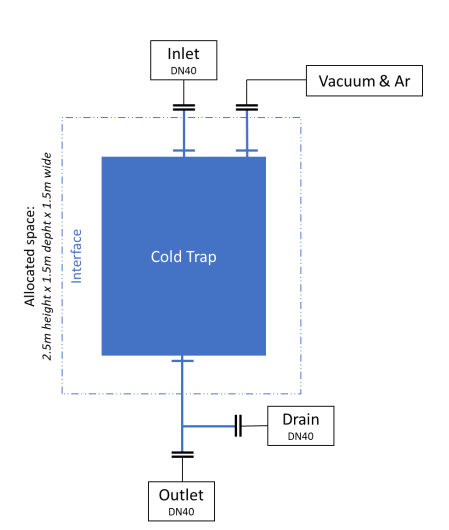 Inlet
DN40
Vacuum & Ar
Allocated space:
2.5m height x 1.5m depht x 1.5m wide
Interface
Cold Trap
Drain
DN40
Outlet
DN40